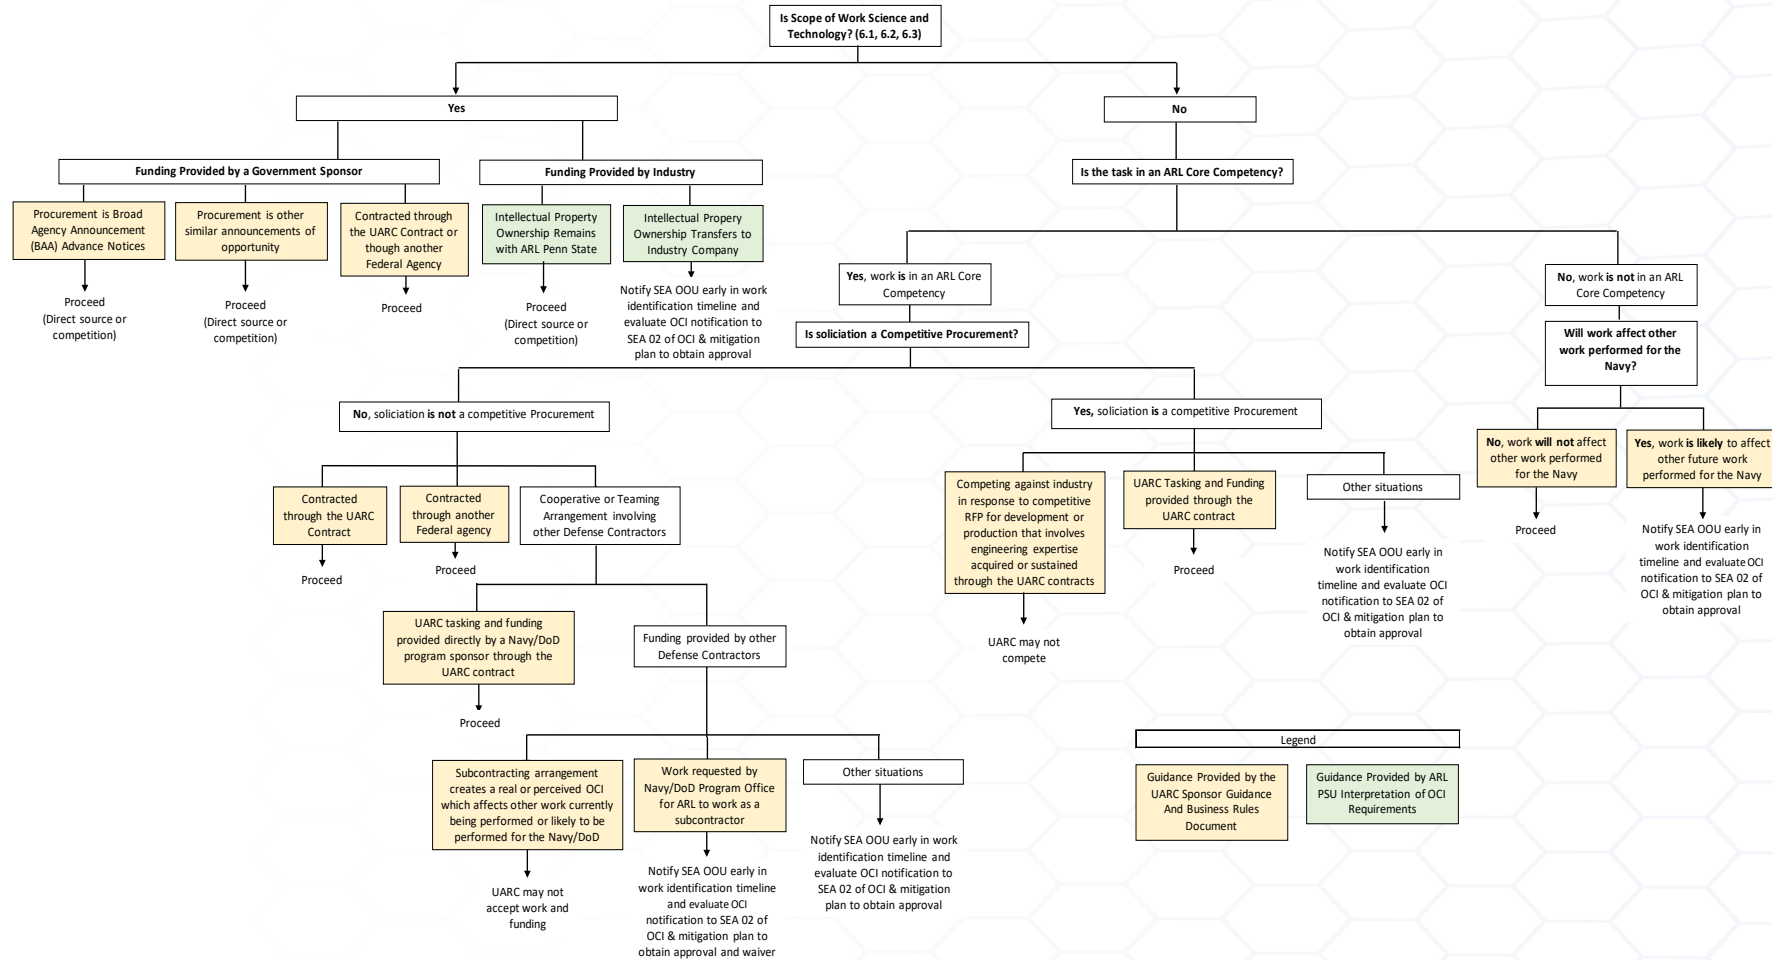 Is Scope of Work Science and
Technology? (6.1, 6.2, 6.3)
Yes
No
Funding Provided by a Government Sponsor
Funding Provided by Industry
Is the task in an ARL Core Competency?
Procurement is Broad
Agency Announcement
(BAA) Advance Notices
Proceed
(Direct source or
competition)
Procurement is other
similar announcements of
opportunity
Proceed
(Direct source or
competition)
Contracted through
the UARC Contract or
though another
Federal Agency
Proceed
Intellectual Property
Ownership Remains
with ARL Penn State
Proceed
(Direct source or
competition)
Intellectual Propery
Ownership Transfers to
Industry Company
Notify SEA OOU early in work
identification timeline and
evaluate OCI notification to
SEA 02 of OCI & mitigation
plan to obtain approval
Yes, work is in an ARL Core
Competency
Is soliciation a Competitive Procurement?
No, work is not in an ARL
Core Competency
Will work affect other
work performed for the
Navy?
No, soliciation is not a competitive Procurement
Yes, soliciation is a competitive Procurement
No, work will not affect
other work performed
for the Navy
Proceed
Yes, work is likely to affect
other future work
performed for the Navy
Notify SEA OOU early in
work identification
timeline and evaluate OCI
notification to SEA 02 of
OCI & mitigation plan to
obtain approval
Contracted
through the UARC
Contract
Proceed
Contracted
through another
Federal agency
Proceed
Cooperative or Teaming
Arrangement involving
other Defense Contractors
Competing against industry
in response to competitive
RFP for development or
production that involves
engineering expertise
acquired or sustained
through the UARC contracts
UARC may not
compete
UARC Tasking and Funding
provided through the
UARC contract
Proceed
Other situations
Notify SEA OOU early in
work identification
timeline and evaluate OCI
notification to SEA 02 of
OCI & mitigation plan to
obtain approval
UARC tasking and funding
provided directly by a Navy/DoD
program sponsor through the
UARC contract
Proceed
Funding provided by other
Defense Contractors
Subcontracting arrangement
creates a real or perceived OCI
which affects other work currently
being performed or likely to be
performed for the Navy/DoD
UARC may not
accept work and
funding
Work requested by
Navy/DoD Program Office
for ARL to work as a
subcontractor
Notify SEA OOU early in
work identification timeline
and evaluate OCI
notification to SEA 02 of
OCI & mitigation plan to
obtain approval and waiver
Other situations
Notify SEA OOU early in work
identification timeline and
evaluate OCI notification to
SEA 02 of OCI & mitigation
plan to obtain approval
Legend
Guidance Provided by the
UARC Sponsor Guidance
And Business Rules
Document
Guidance Provided by ARL
PSU Interpretation of OCI
Requirements